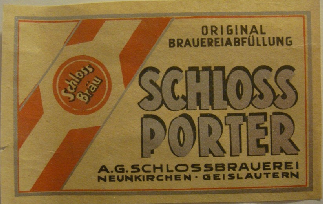 ORIGINAL
BRAUEREIABFÜLLUNG
Schloss
Bräu
SCHLOSS
PORTER
A.G. SCHLOSSBRAUEREI
NEUNKIRCHEN - GEISLAUTERN